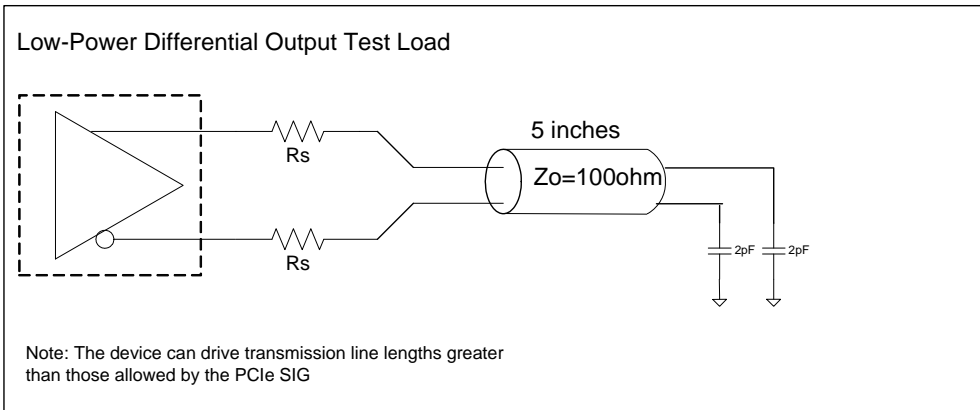 Low-Power Differential Output Test Load
Rs
Rs
5 inches
Zo=100ohm
2pF
2pF
Note: The device can drive transmission line lengths greater
than those allowed by the PCIe SIG